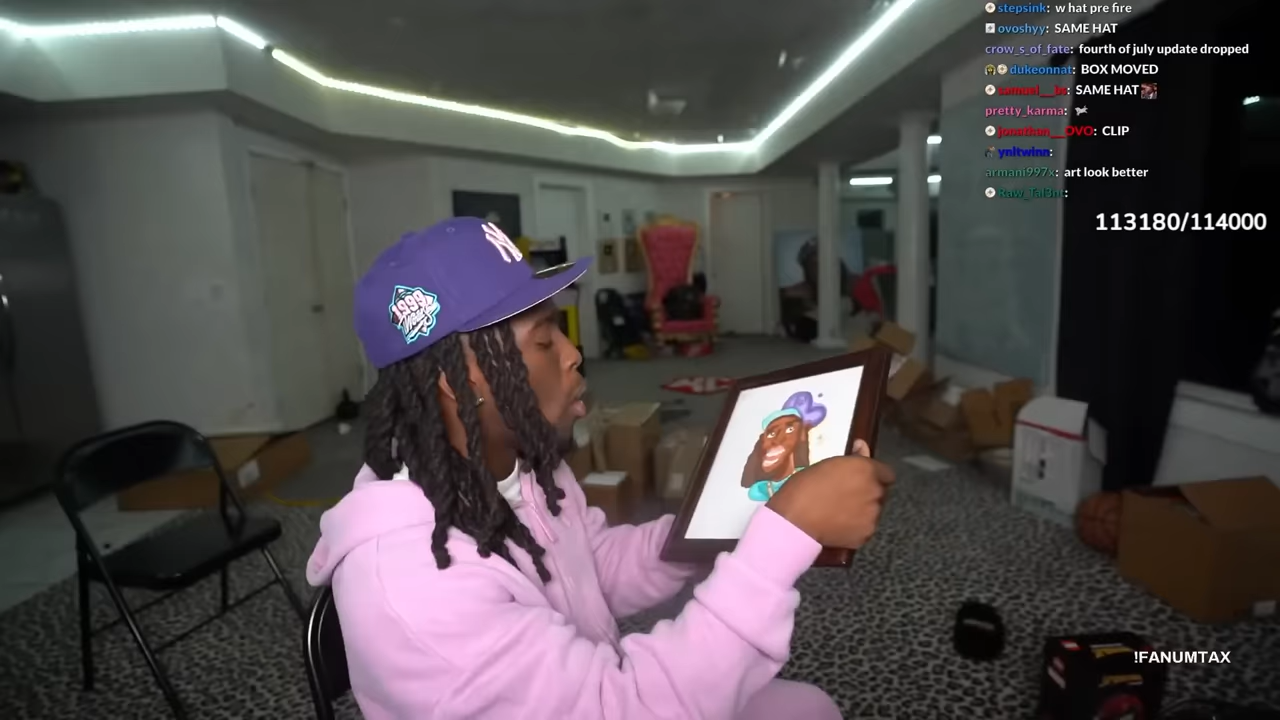 stepsink: w hat pre fire
ovoshyy: SAME HAT
crow_s_of_fate: fourth of july update dropped
dukeonnat: BOX MOVED
SAME HAT
pretty_karma:
jonathan__OVO: CLIP
ynltwinn:
armani997x: art look better
113180/114000
NY
1999
!FANUMTAX